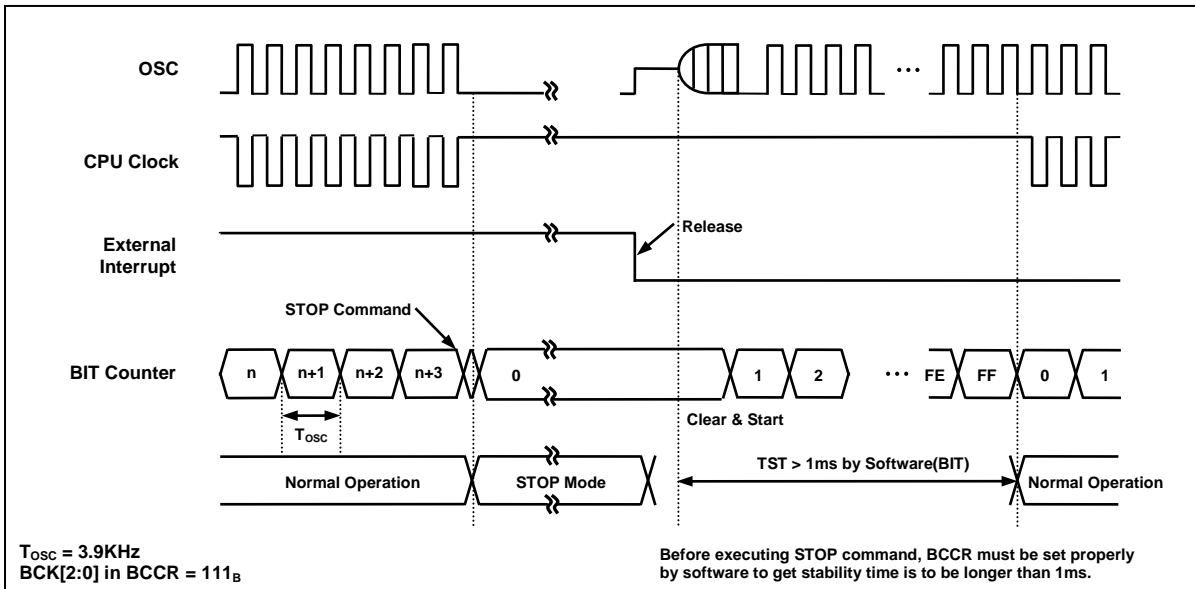 OSC
...
CPU Clock
External
Interrupt
Release
STOP Command
BIT Counter
n
n+1
n+2
n+3
0
1
2
... FE
FF
0
1
Clear & Start
TOSC
Normal Operation
STOP Mode
TST > 1ms by Software(BIT)
Normal Operation
TOSC = 3.9KHz
BCK[2:0] in BCCR = 111B
Before executing STOP command, BCCR must be set properly
by software to get stability time is to be longer than 1ms.